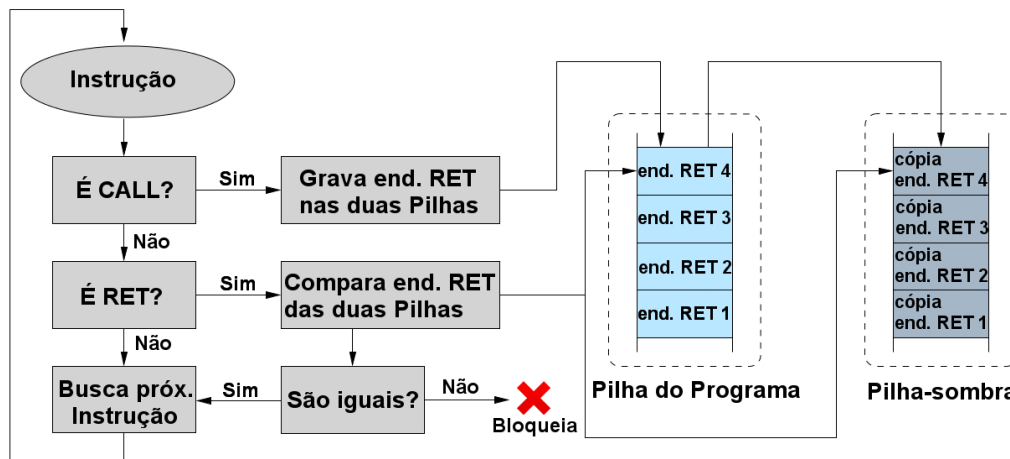 Instrução
É CALL?
Sim
Grava end. RET
nas duas Pilhas
Não
É RET?
Sim
Compara end. RET
das duas Pilhas
Não
Busca próx.
Instrução
Sim
São iguais?
Não
Bloqueia
end. RET 4
end. RET 3
end. RET 2
end. RET 1
Pilha do Programa
cópia
end. RET 4
cópia
end. RET 3
cópia
end. RET 2
cópia
end. RET 1
Pilha-sombra